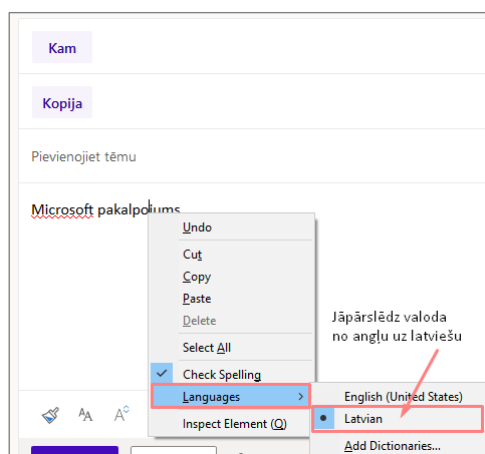 Kam
Kopija
Pievienojiet tēmu
Microsoft pakalpojums
Undo
Cut
Copy
Paste
Delete
Select All
Check Spelling
Languages
Inspect Element (Q)
Jāpārslēdz valoda
no angļu uz latviešu
English (United States)
Latvian
Add Dictionaries...
AA
A